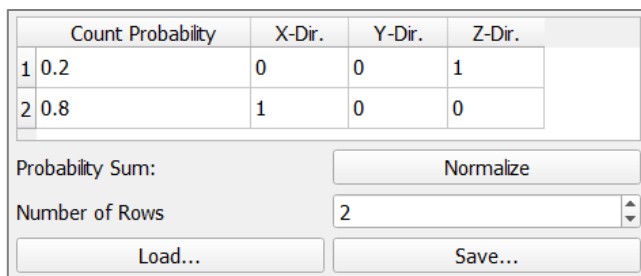 Count Probability X-Dir. Y-Dir. Z-Dir.
1 0.2 0 0 1
2 0.8 1 0 0
Probability Sum: Normalize
Number of Rows 2
Load... Save...